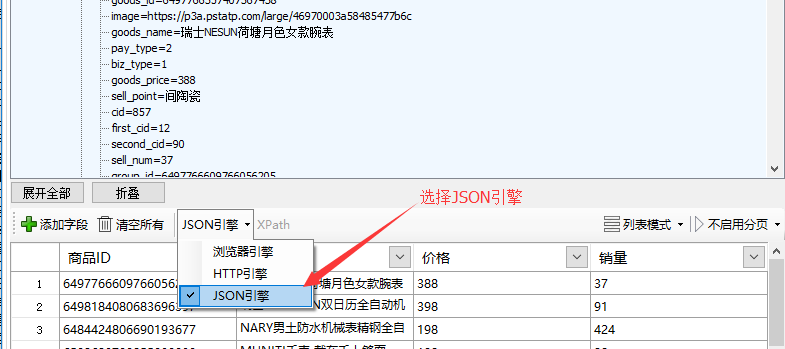 image=https://p3a.pstatp.com/large/46970003a58485477b6c
goods_name=瑞士NESUN荷塘月色女款腕表
pay_type=2
biz_type=1
goods_price=388
sell_point=间陶瓷
cid=857
first_cid=12
second_cid=90
sell_num=37
group_id=6497766609766056205
展开全部 折叠
选择JSON引擎
添加字段 清空所有 JSON引擎 XPath 列表模式 不启用分页
浏览器引擎
HTTP引擎
JSON引擎
商品ID 价格 销量
1 64977666097660562 塘月色女款腕表 388 37
2 6498184080683696 N双日历全自动机 398 91
3 6484424806690193677 NARY男士防水机械表精钢全自 198 424